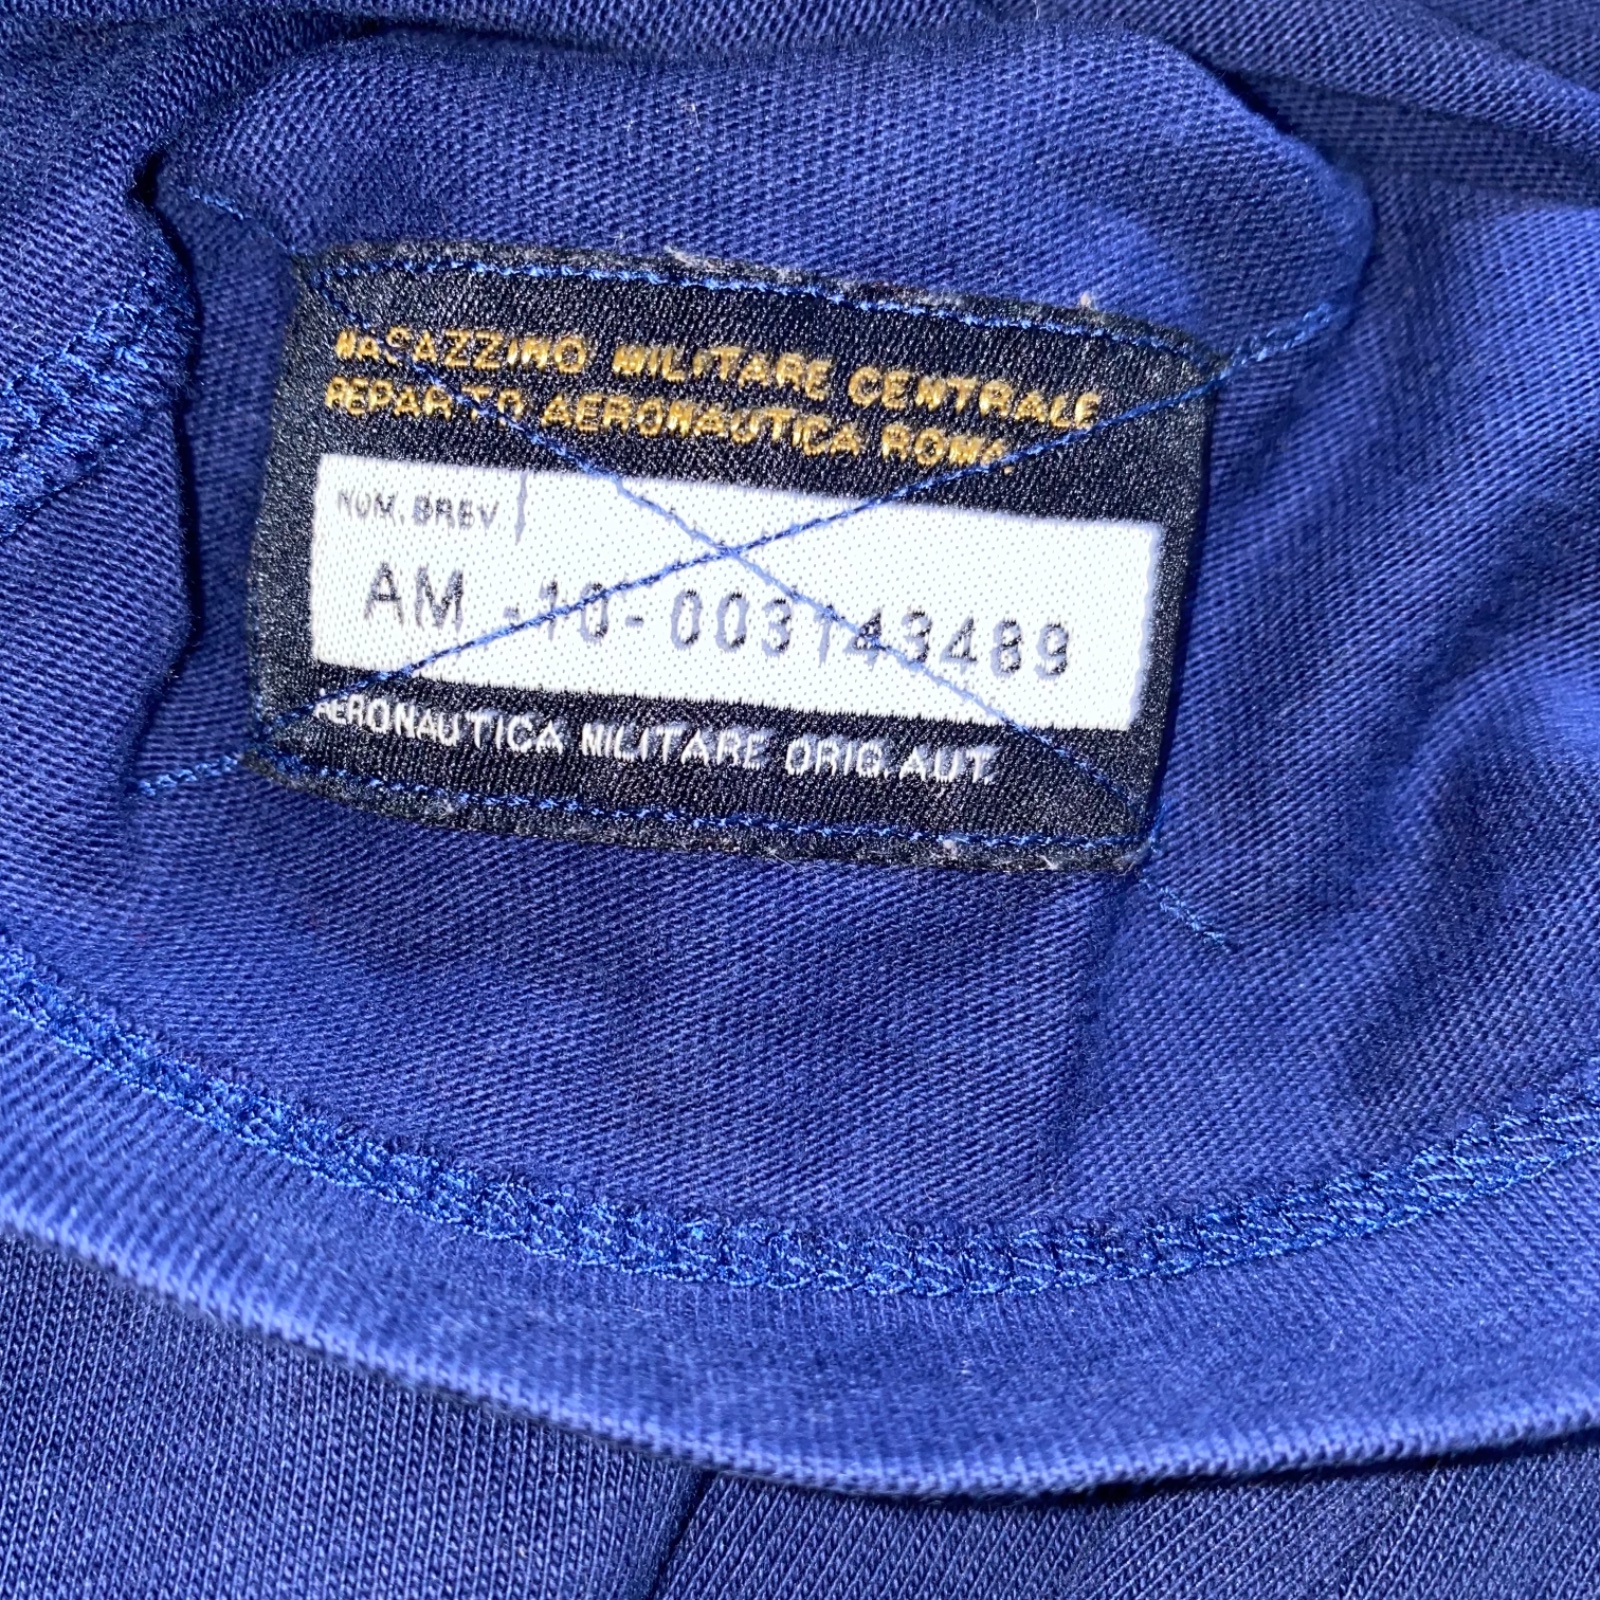 MAGAZZINO MILITARE CENTRALE
REPARTO AERONAUTICA ROMA.
NUM. BREV
AM -10-003143489
AERONAUTICA MILITARE ORIG.AUT.